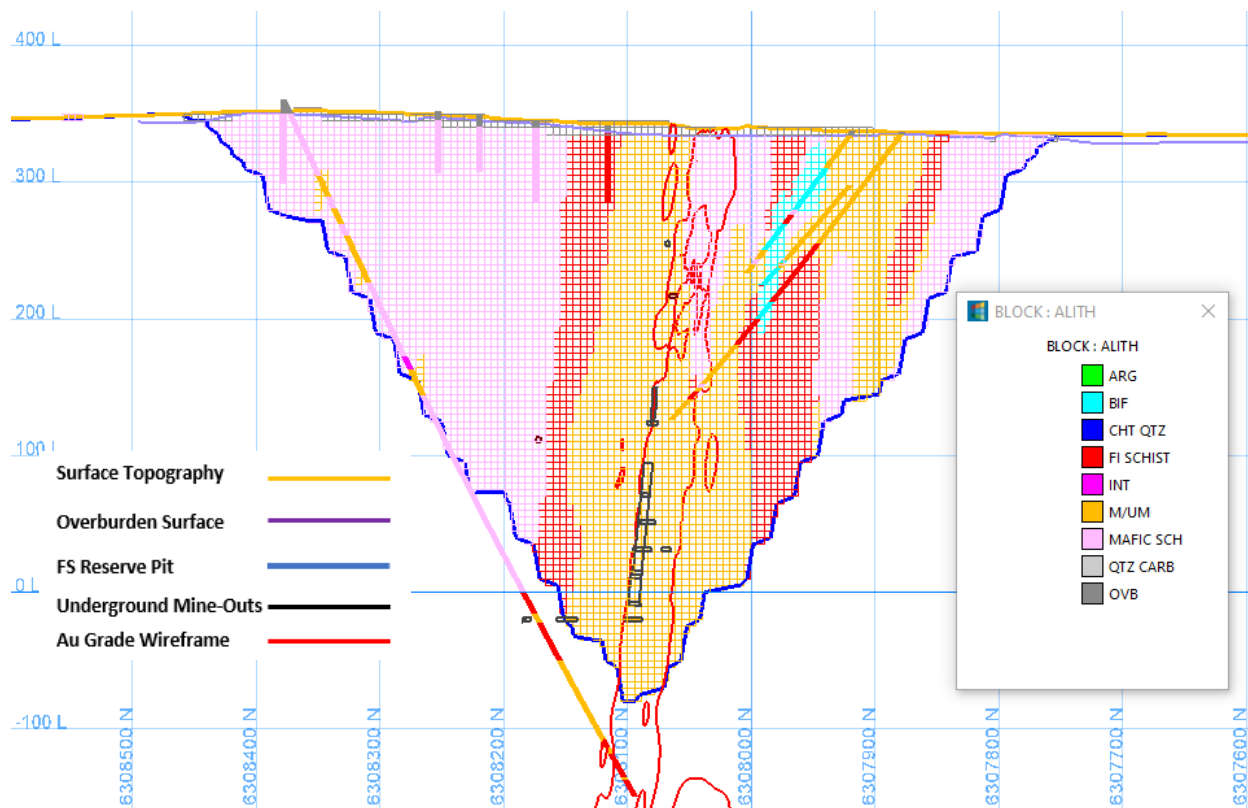 400 L
300 L
200 L
100 L
0 L
-100 L
Surface Topography
Overburden Surface
FS Reserve Pit
Underground Mine-Outs
Au Grade Wireframe
BLOCK : ALITH
BLOCK : ALITH
ARG
BIF
CHT QTZ
FI SCHIST
INT
M/UM
MAFIC SCH
QTZ CARB
OVB
6308500 N
6308400 N
6308300 N
6308200 N
6308100 N
6308000 N
6307900 N
6307800 N
6307700 N
6307600 N